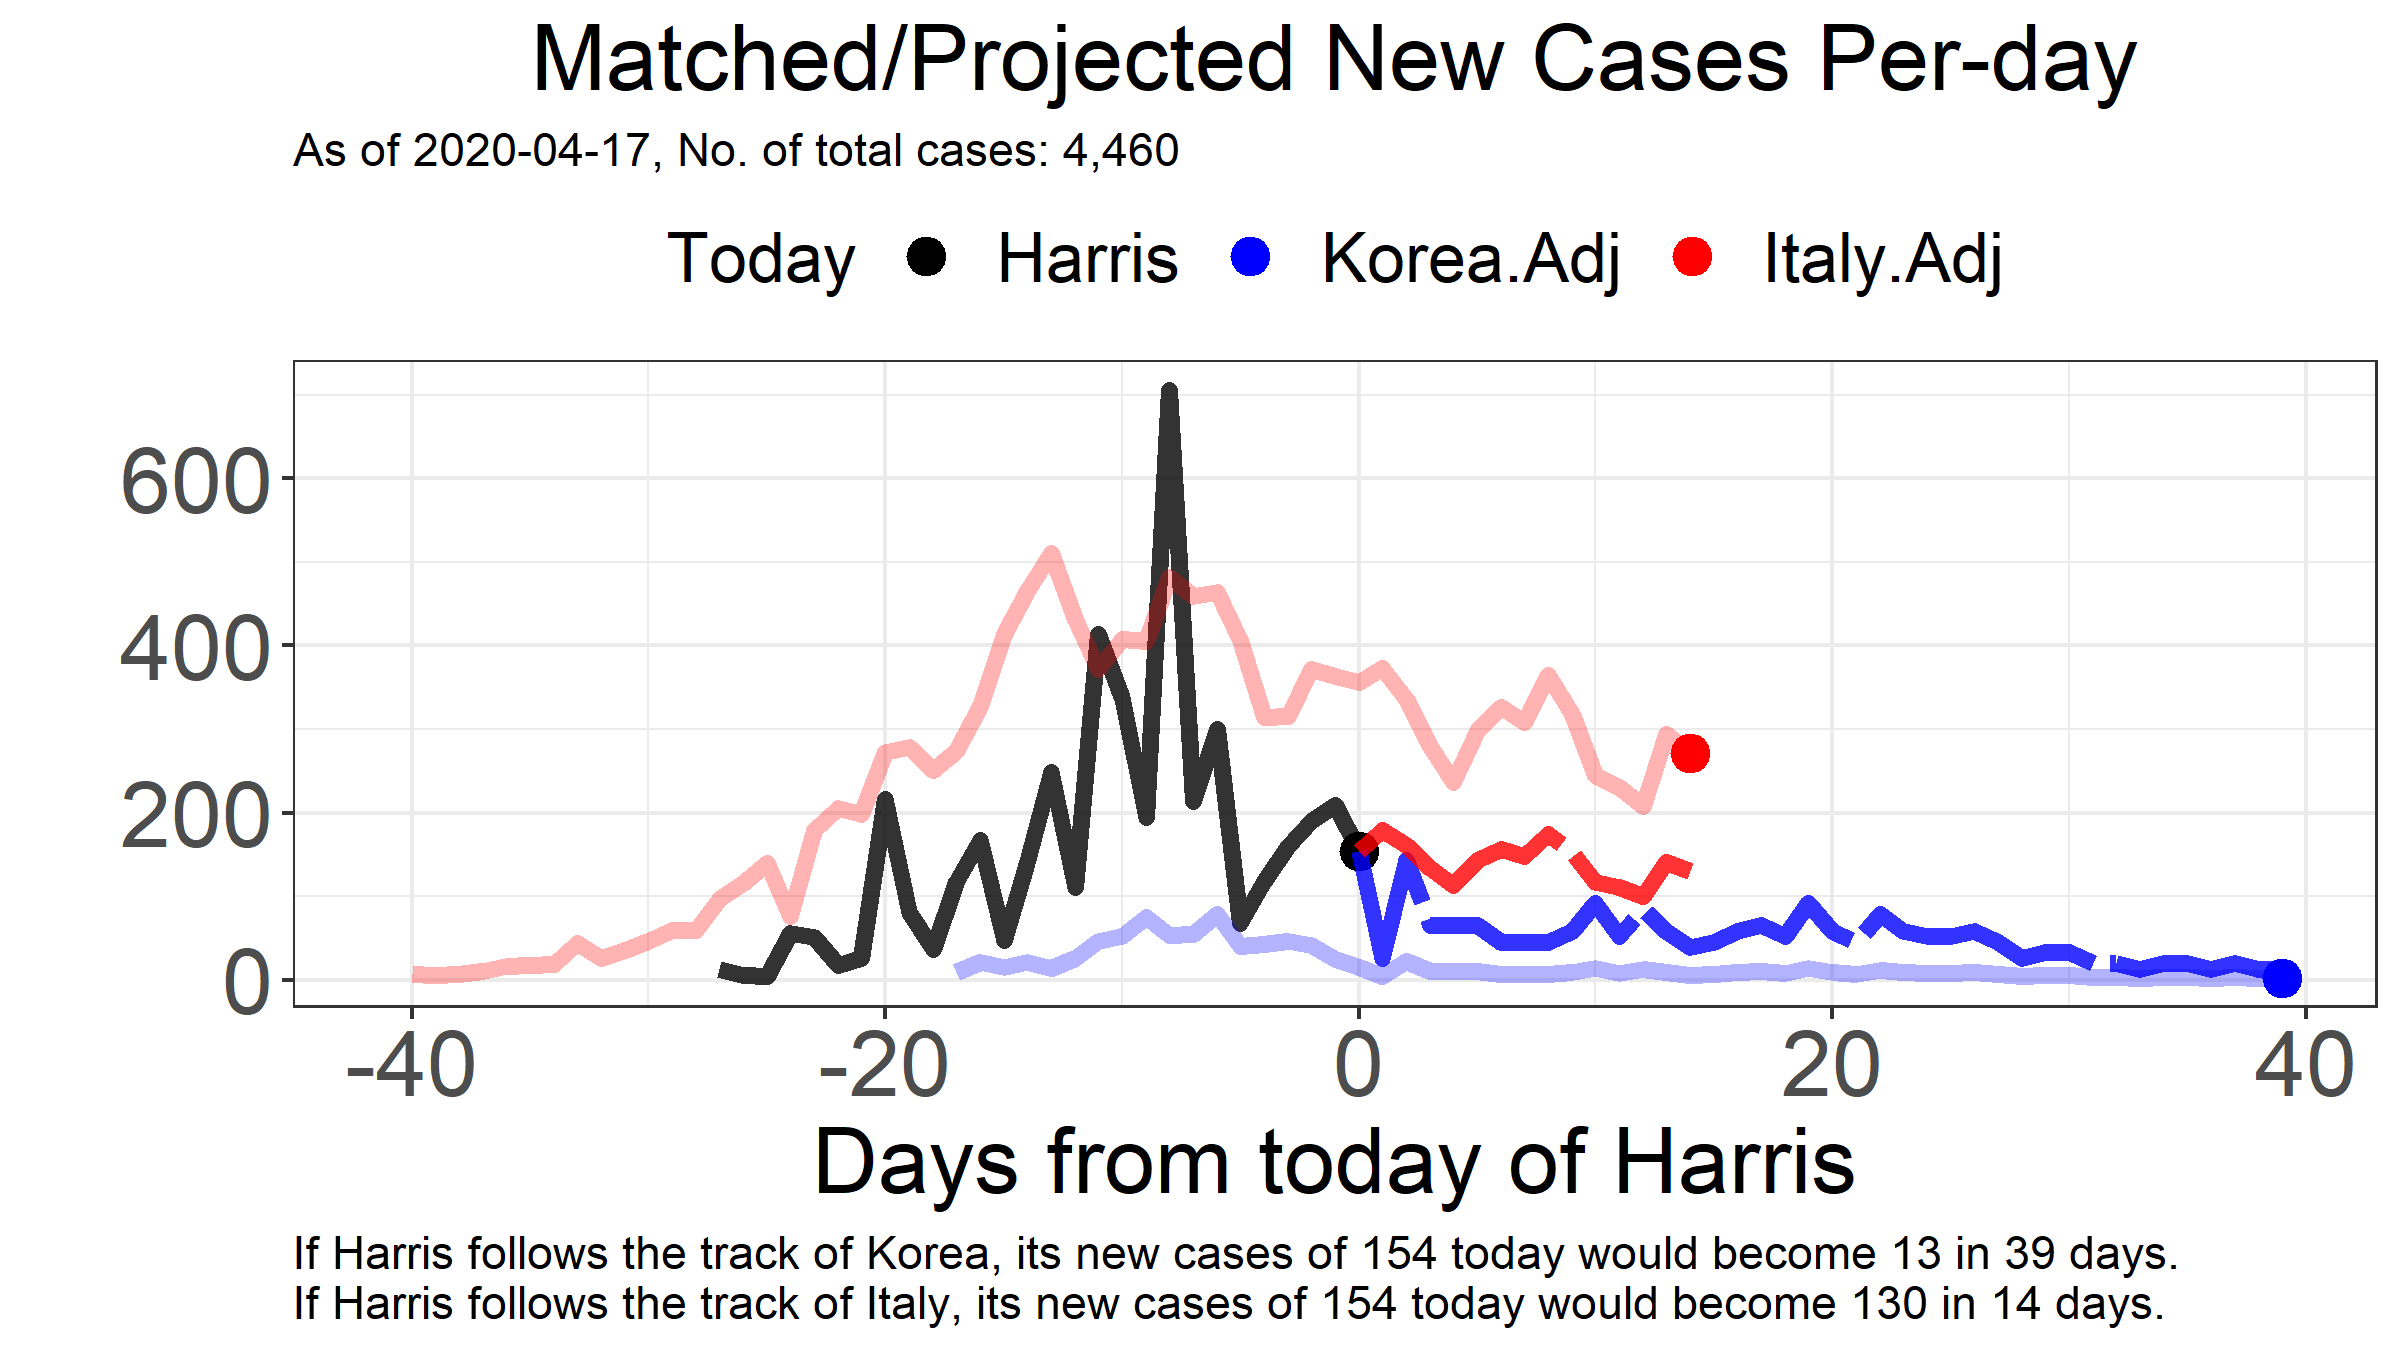 Matched/Projected New Cases Per-day
As of 2020-04-17, No. of total cases: 4,460
Today Harris Korea.Adj Italy.Adj
600
400
200
0
-40 -20 0 20 40
Days from today of Harris
If Harris follows the track of Korea, its new cases of 154 today would become 13 in 39 days.
If Harris follows the track of Italy, its new cases of 154 today would become 130 in 14 days.